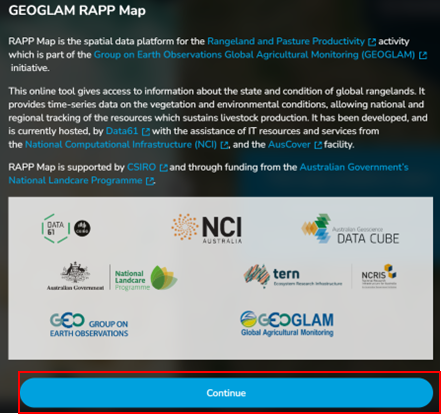 GEOGLAM RAPP Map
RAPP Map is the spatial data platform for the Rangeland and Pasture Productivity activity
which is part of the Group on Earth Observations Global Agricultural Monitoring (GEOGLAM)
initiative.
This online tool gives access to information about the state and condition of global rangelands. It
provides time-series data on the vegetation and environmental conditions, allowing national and
regional tracking of the resources which sustains livestock production. It has been developed, and
is currently hosted, by Data61 with the assistance of IT resources and services from
the National Computational Infrastructure (NCI) , and the AusCover facility.
RAPP Map is supported by CSIRO and through funding from the Australian Government's
National Landcare Programme .
DATA
61
CSIRO
NCI
AUSTRALIA
Australian Geoscience
DATA CUBE
Australian Government
National
Landcare
Programme
tern
Ecosystem Research Infrastructure
NCRIS
GEO GROUP ON
EARTH OBSERVATIONS
GEOGLAM
Global Agricultural Monitoring
Continue